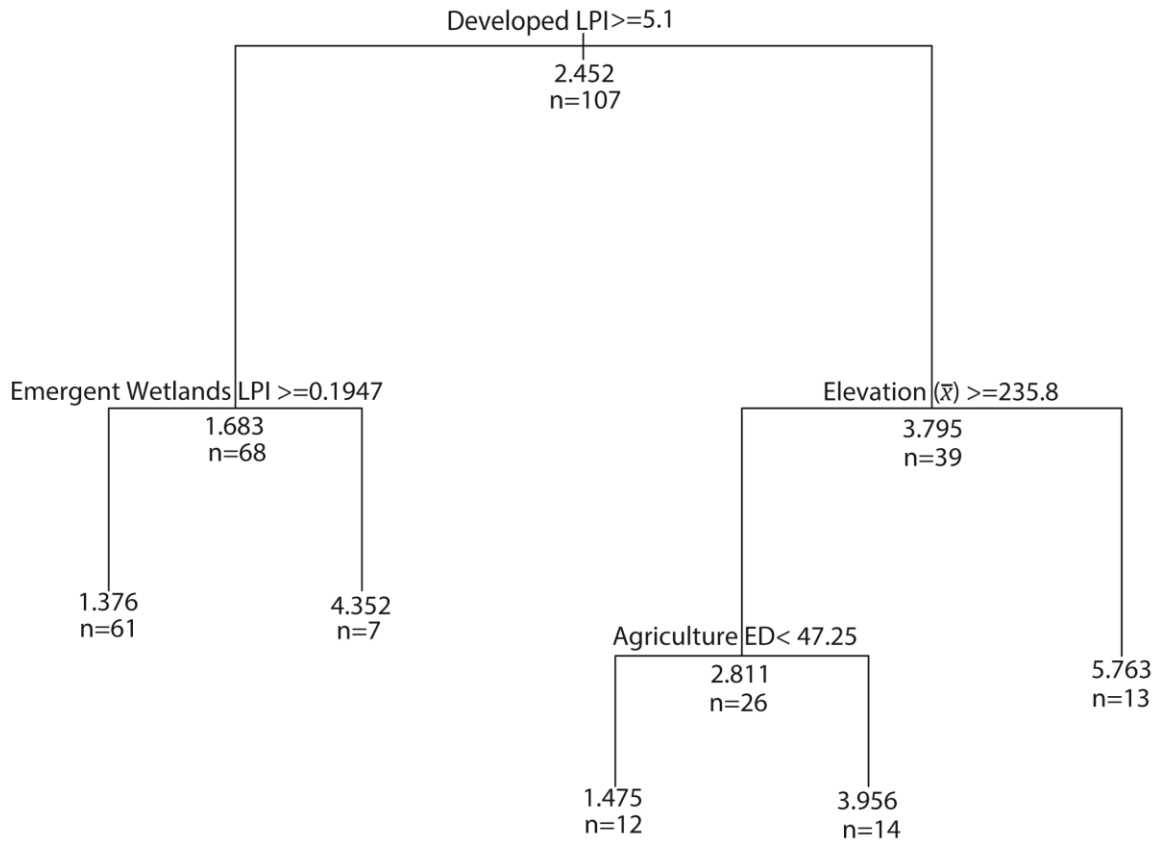 Developed LPI>=5.1
2.452
n=107
Emergent Wetlands LPI >=0.1947
1.683
n=68
Elevation (x̅) >=235.8
3.795
n=39
1.376
n=61
4.352
n=7
Agriculture ED< 47.25
2.811
n=26
5.763
n=13
1.475
n=12
3.956
n=14